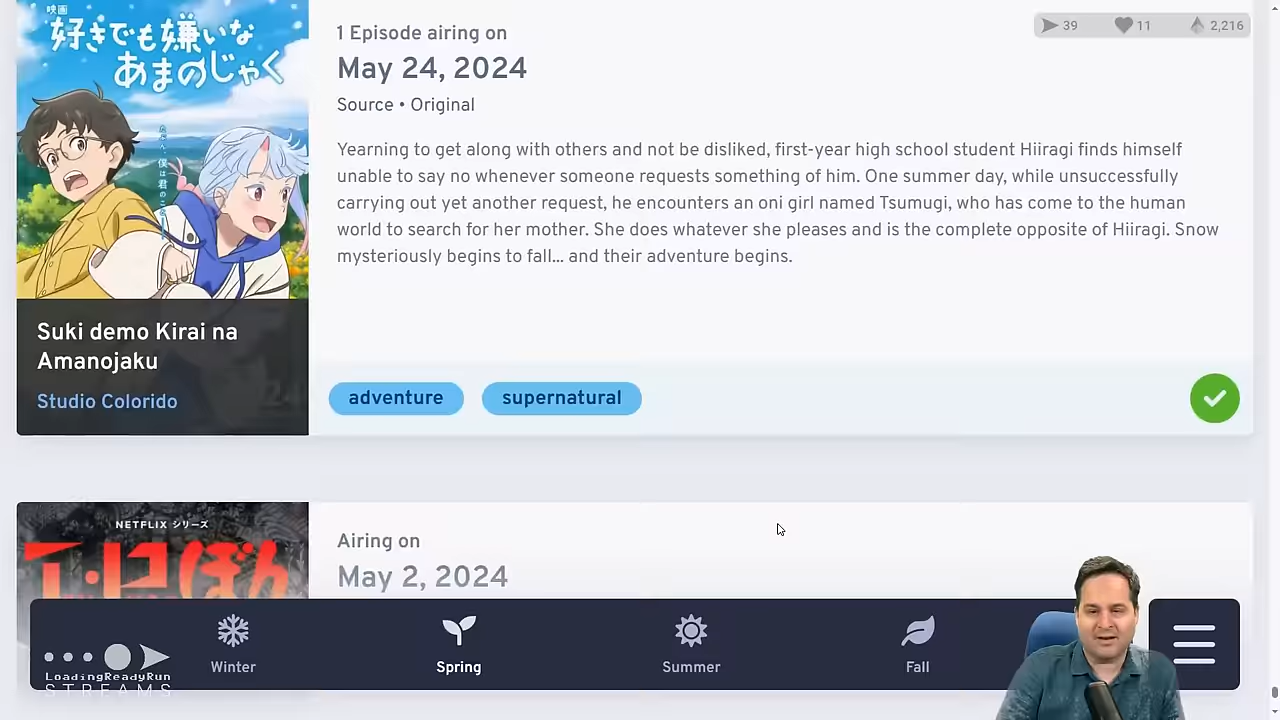 映画
好きでも嫌いな
あまのじゃく
Suki demo Kirai na
Amanojaku
Studio Colorido
1 Episode airing on
May 24, 2024
Source • Original
39
11
2,216
Yearning to get along with others and not be disliked, first-year high school student Hiiragi finds himself
unable to say no whenever someone requests something of him. One summer day, while unsuccessfully
carrying out yet another request, he encounters an oni girl named Tsumugi, who has come to the human
world to search for her mother. She does whatever she pleases and is the complete opposite of Hiiragi. Snow
mysteriously begins to fall... and their adventure begins.
adventure
supernatural
NETFLIX シリーズ
Airing on
May 2, 2024
Winter
Spring
Summer
Fall
LoadingReadyRun
STREAMS